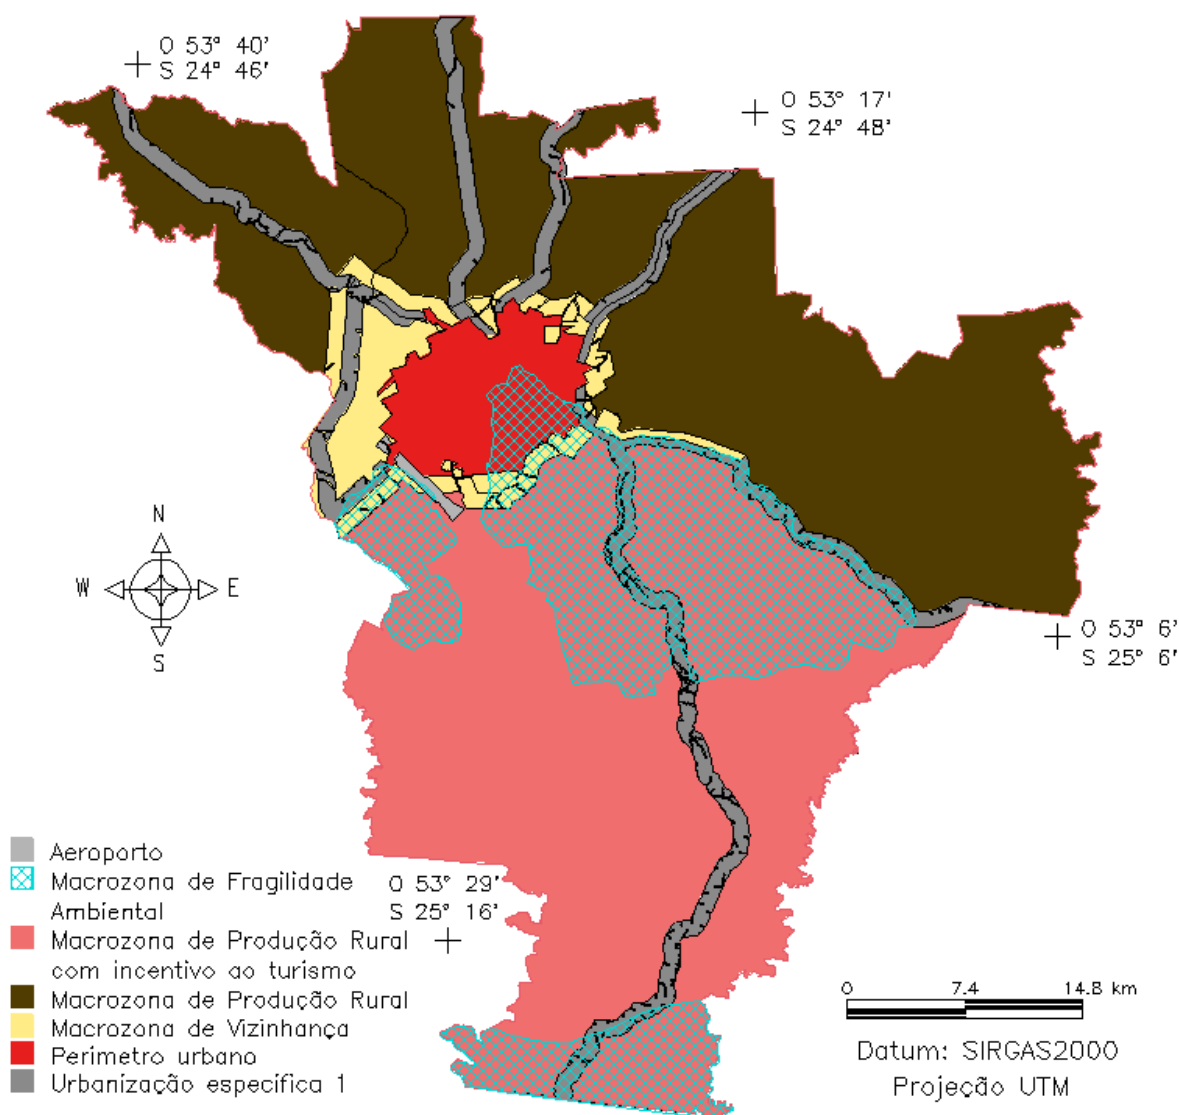 O 53° 40'
S 24° 46'
O 53° 17'
S 24° 48'
N
W
E
S
O 53° 6'
S 25° 6'
Aeroporto
Macrozona de Fragilidade
Ambiental
O 53° 29'
S 25° 16'
Macrozona de Produção Rural
com incentivo ao turismo
Macrozona de Produção Rural
Macrozona de Vizinhança
Perimetro urbano
Urbanização especifica 1
0 7.4 14.8 km
Datum: SIRGAS2000
Projeção UTM